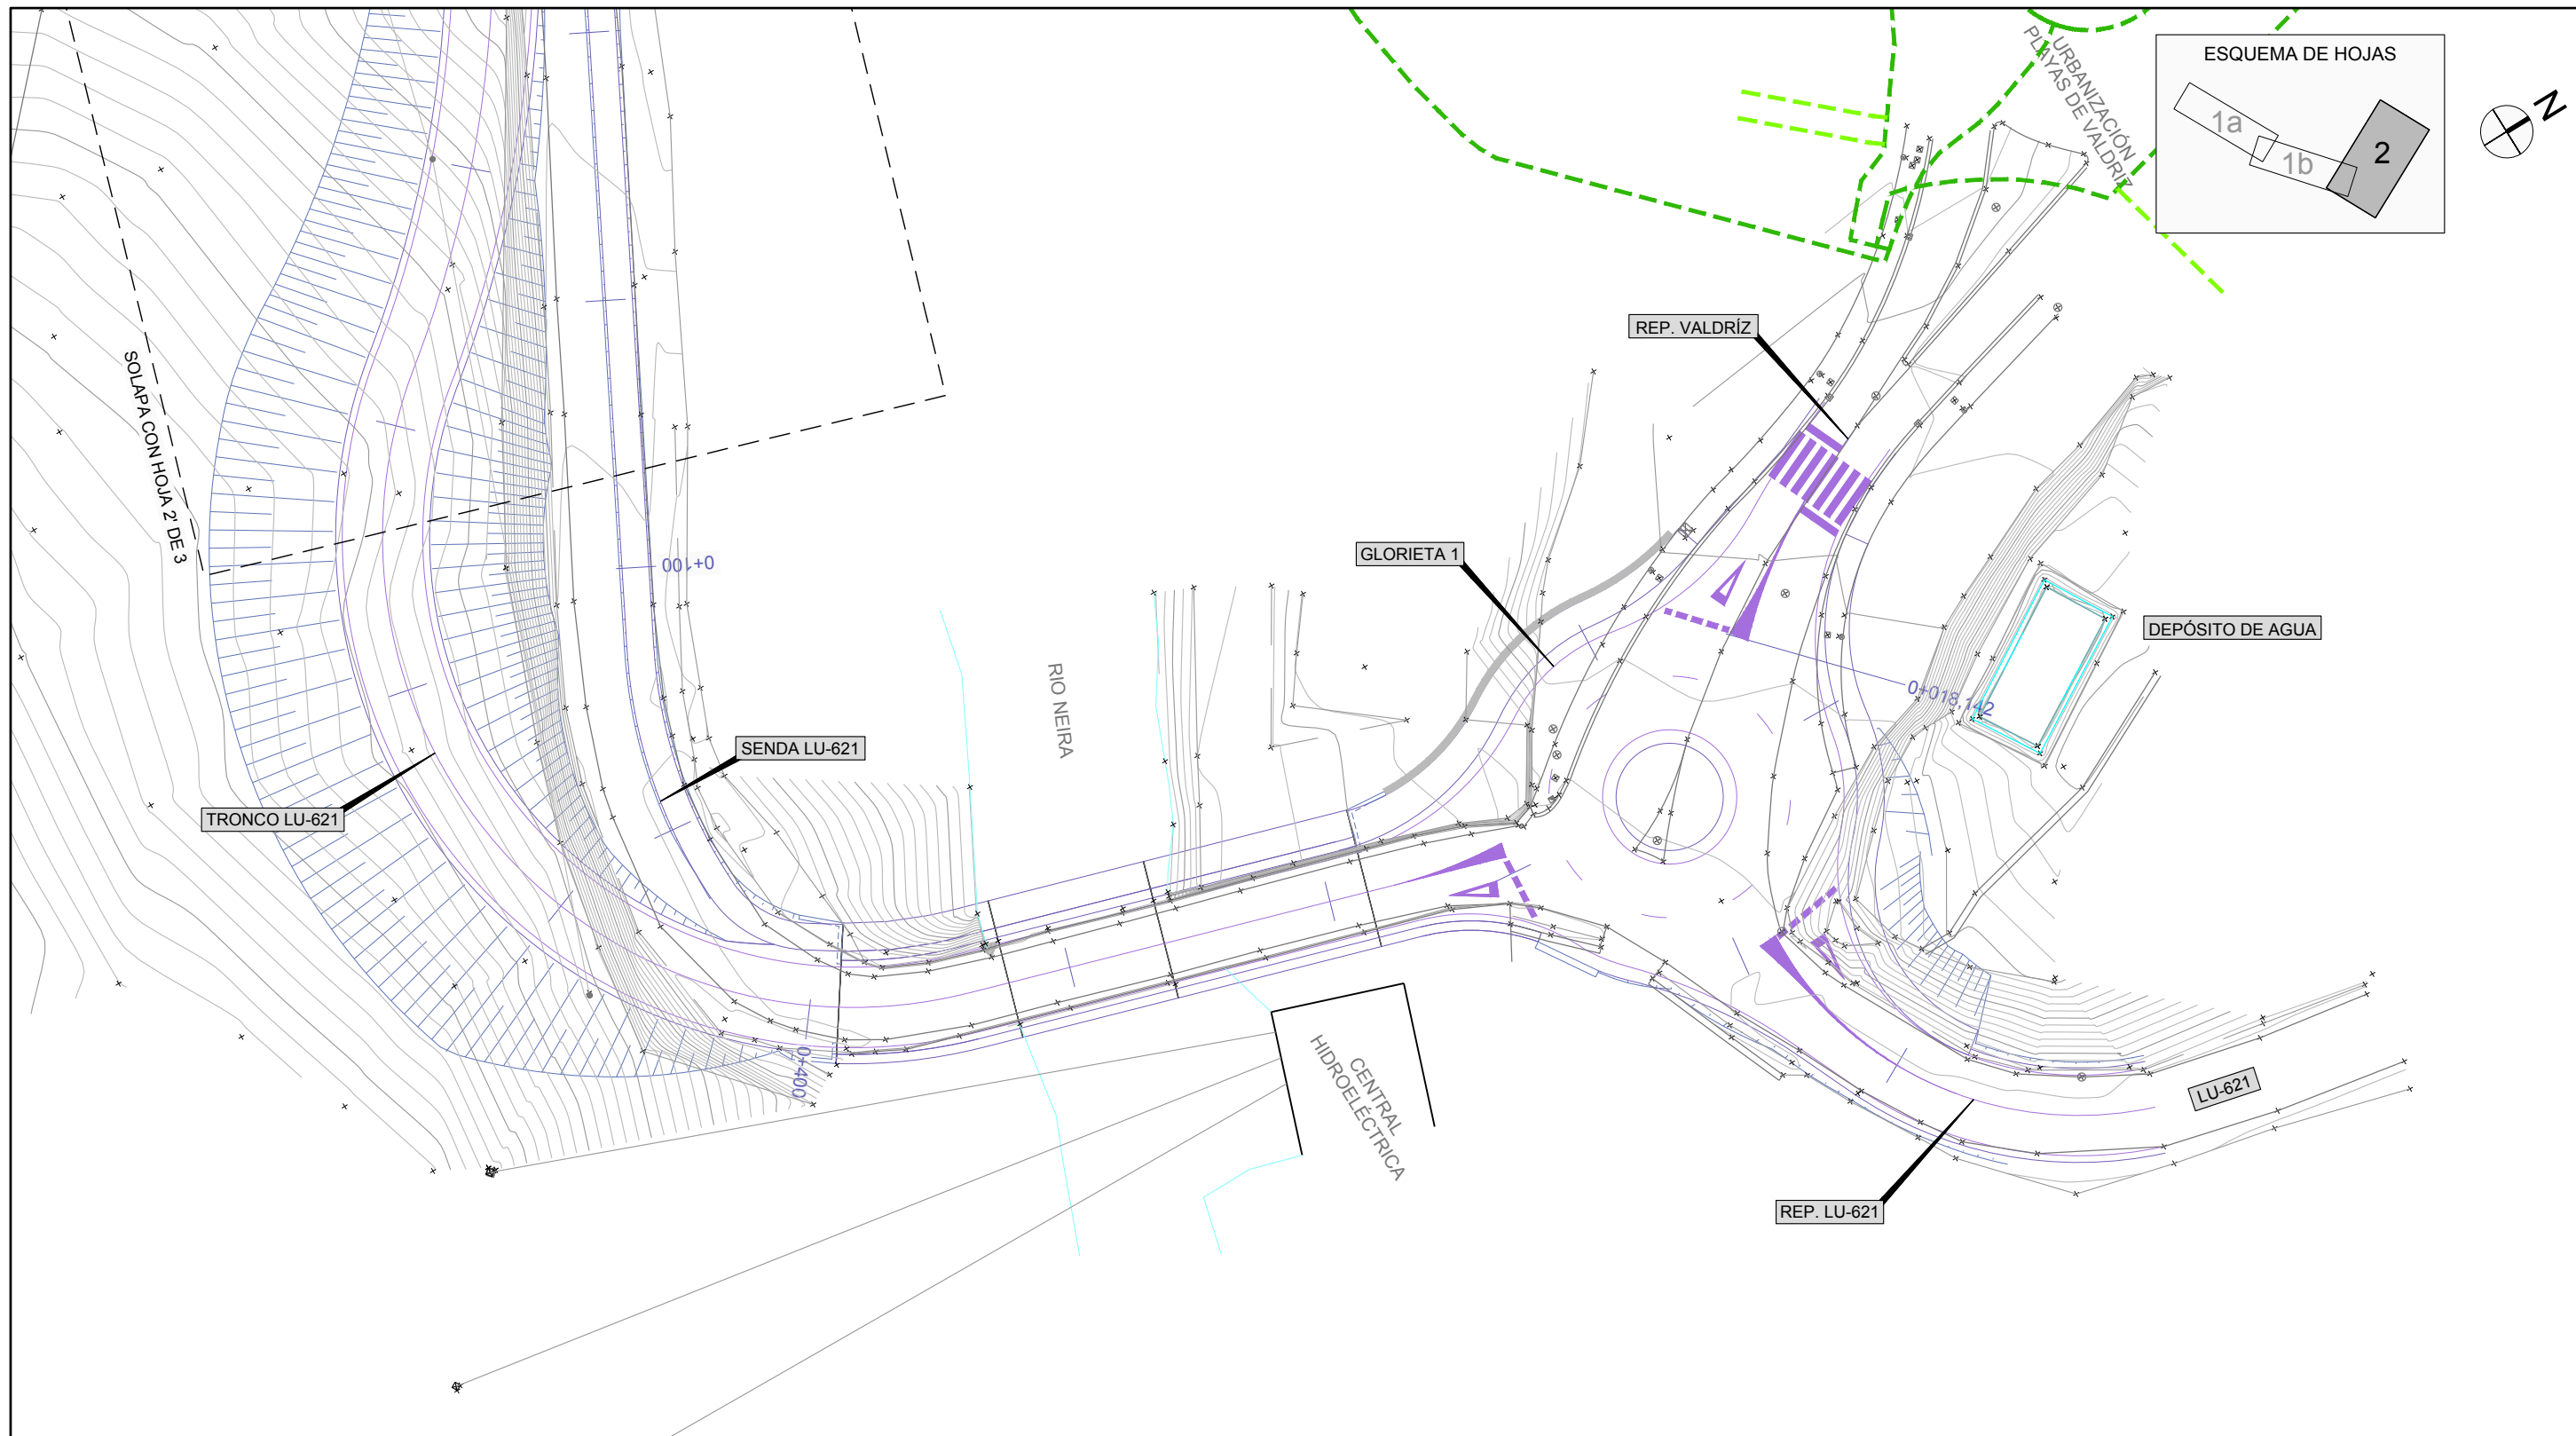 ESQUEMA DE HOJAS
1a
1b
2
N
URBANIZACIÓN
PLAYAS DE VALDRIZ
REP. VALDRÍZ
SOLAPA CON HOJA 2' DE 3
GLORIETA 1
0+100
DEPÓSITO DE AGUA
RIO NEIRA
0+018,142
SENDA LU-621
TRONCO LU-621
0+400
CENTRAL
HIDROELÉCTRICA
LU-621
REP. LU-621